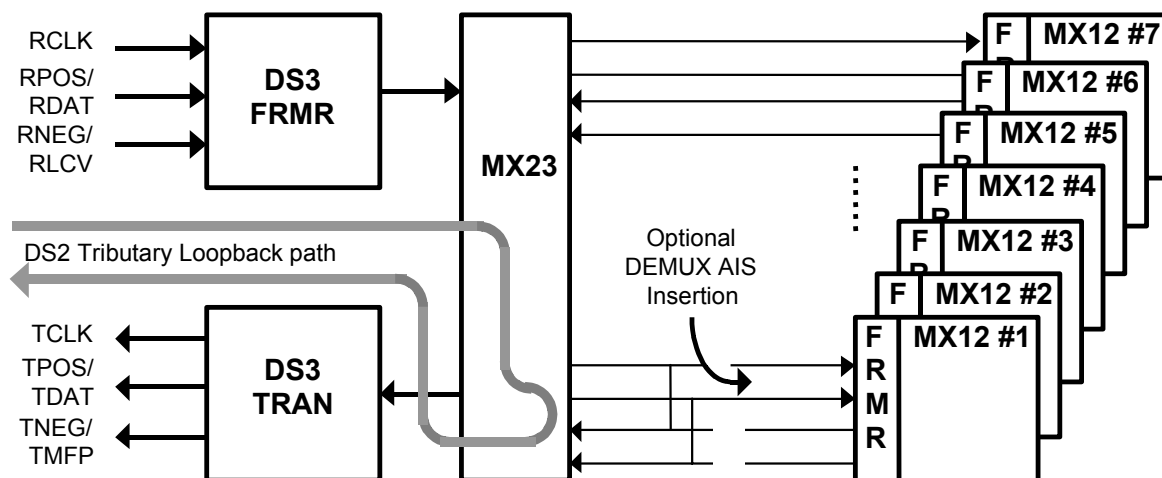 RCLK
RPOS/
RDAT
RNEG/
RLCV
DS3
FRMR
MX23
F
MX12 #7
F
MX12 #6
F
R
MX12 #5
F
R
MX12 #4
F
R
MX12 #3
F
R
MX12 #2
F
MX12 #1
F
R
M
R
DS2 Tributary Loopback path
Optional
DEMUX AIS
Insertion
TCLK
TPOS/
TDAT
TNEG/
TMFP
DS3
TRAN